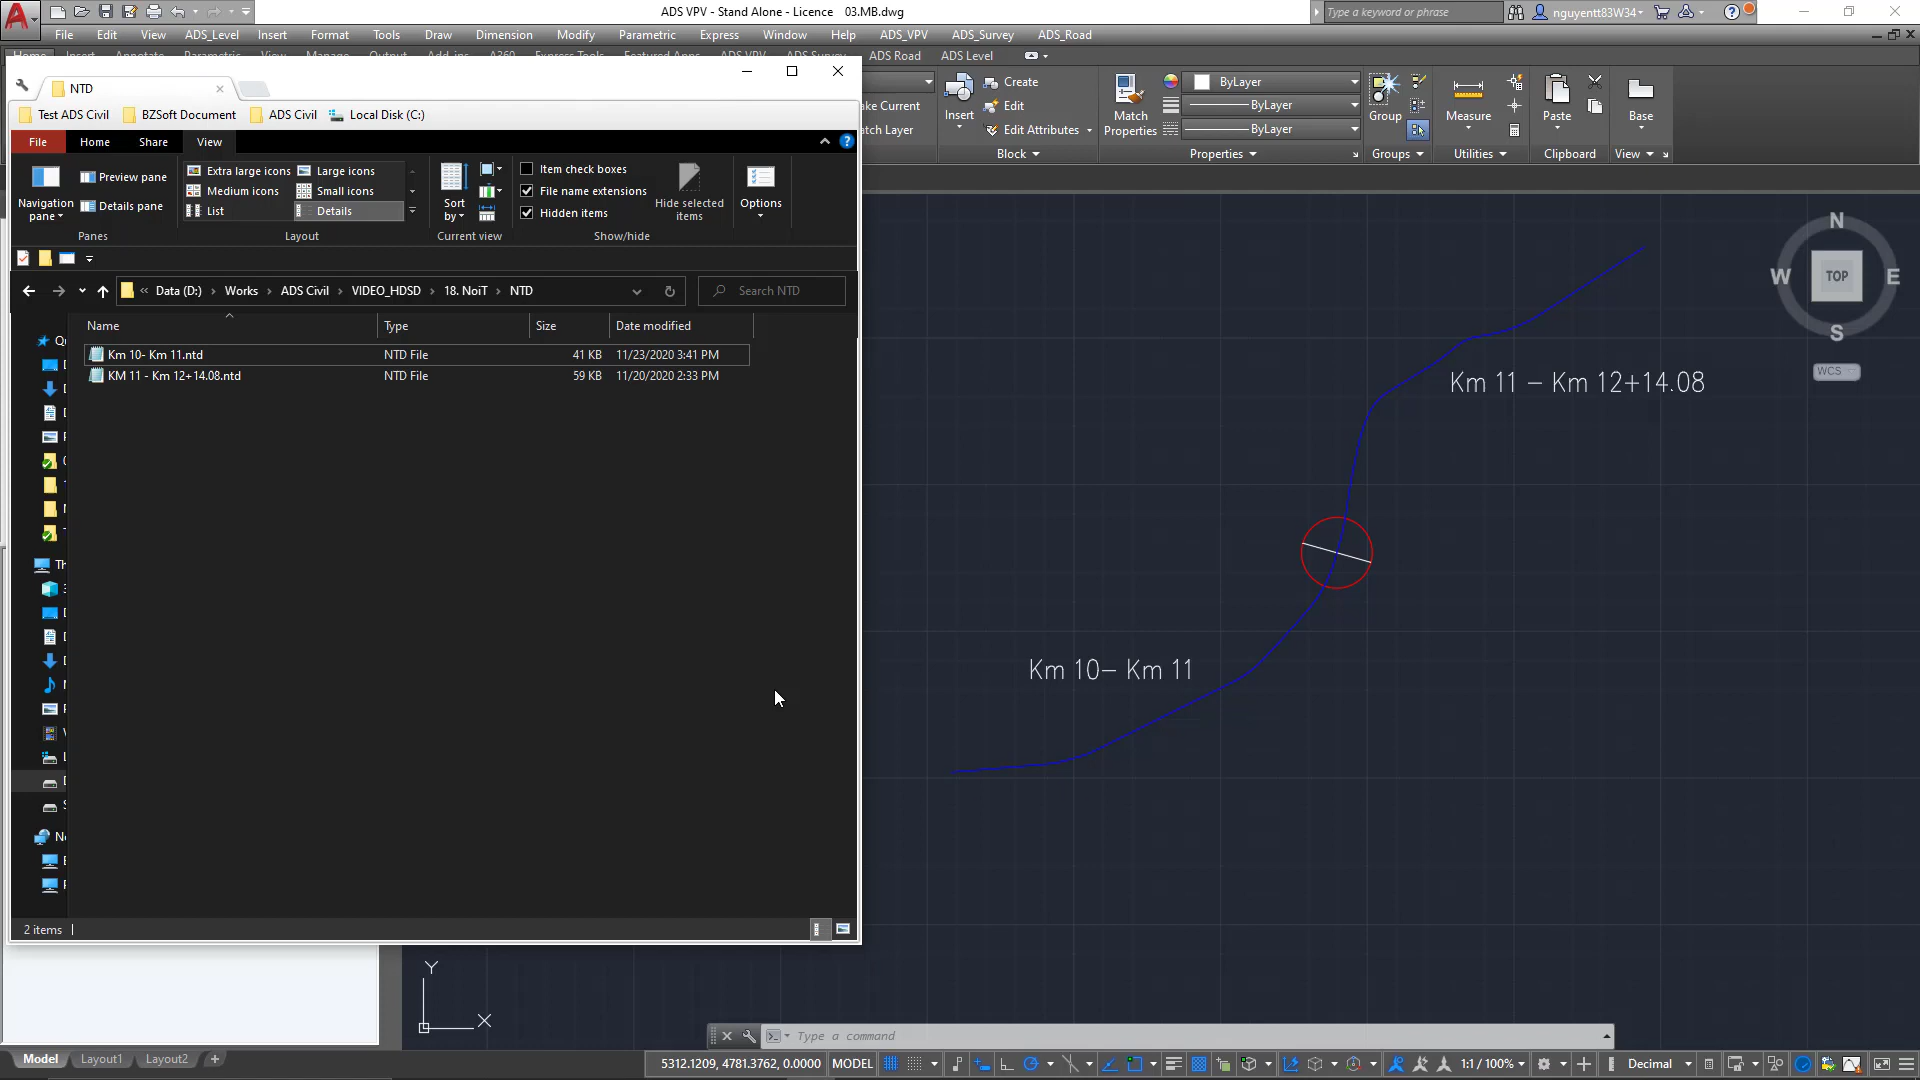 ADS VPV - Stand Alone - Licence    03.MB.dwg
Type a keyword or phrase
nguyentt83W34
File Edit View ADS_Level Insert Format Tools Draw Dimension Modify Parametric Express Window Help ADS_VPV ADS_Survey ADS_Road
ADS Road ADS Level
NTD
Test ADS Civil BZSoft Document ADS Civil Local Disk (C:)
File Home Share View
Navigation pane
Preview pane
Details pane
Panes
Extra large icons Large icons
Medium icons Small icons
List Details
Layout
Sort by
Current view
Item check boxes
File name extensions
Hidden items
Show/hide
Hide selected items
Options
Data (D:) Works ADS Civil VIDEO_HDSD 18. NoiT NTD
Search NTD
Name Type Size Date modified
Km 10- Km 11.ntd NTD File 41 KB 11/23/2020 3:41 PM
KM 11 - Km 12+14.08.ntd NTD File 59 KB 11/20/2020 2:33 PM
2 items
Insert
Create
Edit
Edit Attributes
Block
Match Properties
ByLayer
ByLayer
ByLayer
Properties
Group
Groups
Measure
Utilities
Paste
Clipboard
Base
View
N
W TOP E
S
WCS
Km 11 - Km 12+14.08
Km 10- Km 11
Y
X
Type a command
Model Layout1 Layout2 +
5312.1209, 4781.3762, 0.0000 MODEL
1:1 / 100%
Decimal